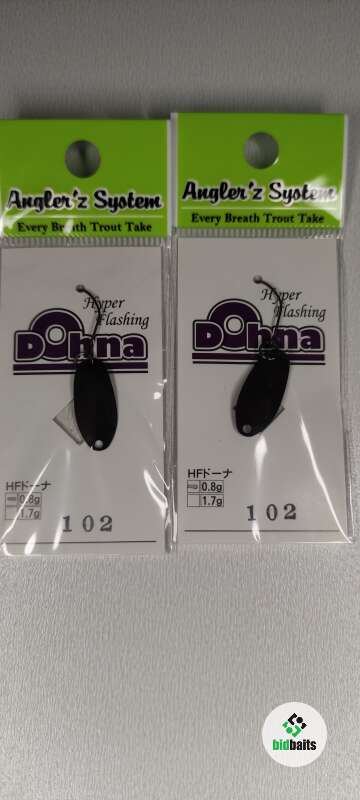 Angler'z System
Every Breath Trout Take
Hyper
Flashing
Dohna
HFドーナ
0.8g
1.7g
102
Angler'z System
Every Breath Trout Take
Hyper
Flashing
Dohna
HFドーナ
0.8g
1.7g
102
bidbaits